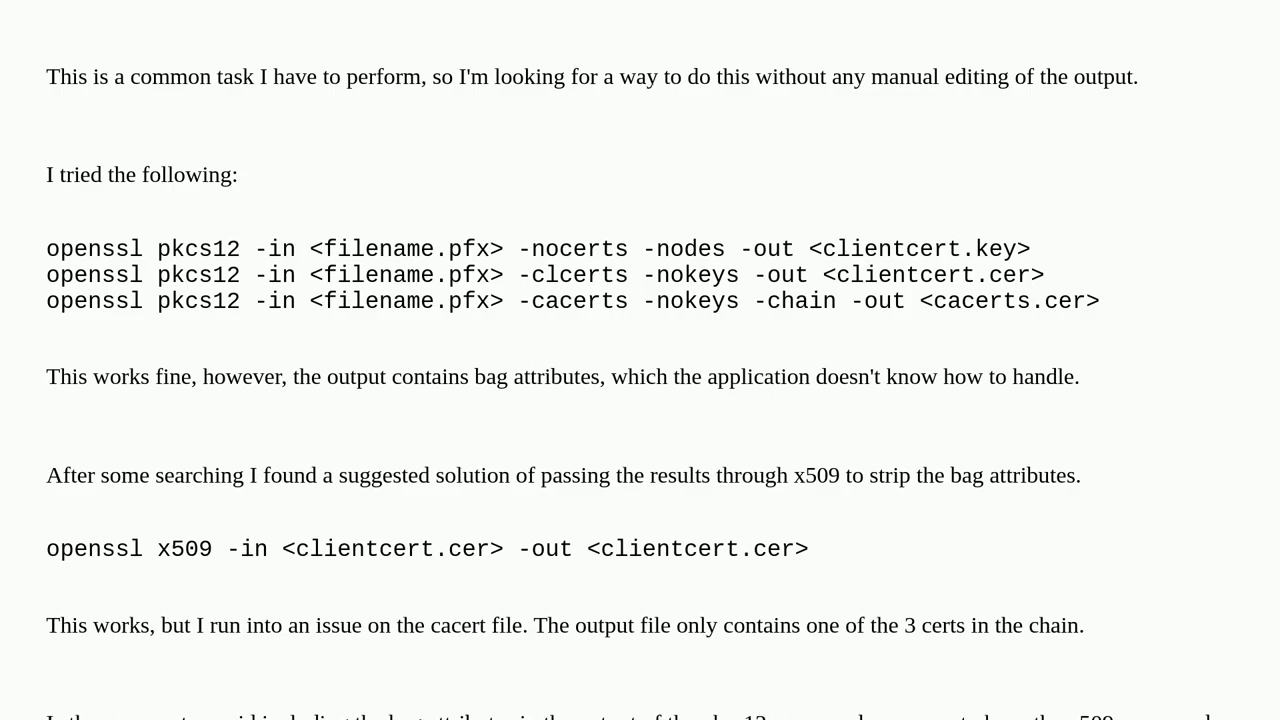 This is a common task I have to perform, so I'm looking for a way to do this without any manual editing of the output.
I tried the following:
openssl pkcs12 -in <filename.pfx> -nocerts -nodes -out <clientcert.key>
openssl pkcs12 -in <filename.pfx> -clcerts -nokeys -out <clientcert.cer>
openssl pkcs12 -in <filename.pfx> -cacerts -nokeys -chain -out <cacerts.cer>
This works fine, however, the output contains bag attributes, which the application doesn't know how to handle.
After some searching I found a suggested solution of passing the results through x509 to strip the bag attributes.
openssl x509 -in <clientcert.cer> -out <clientcert.cer>
This works, but I run into an issue on the cacert file. The output file only contains one of the 3 certs in the chain.